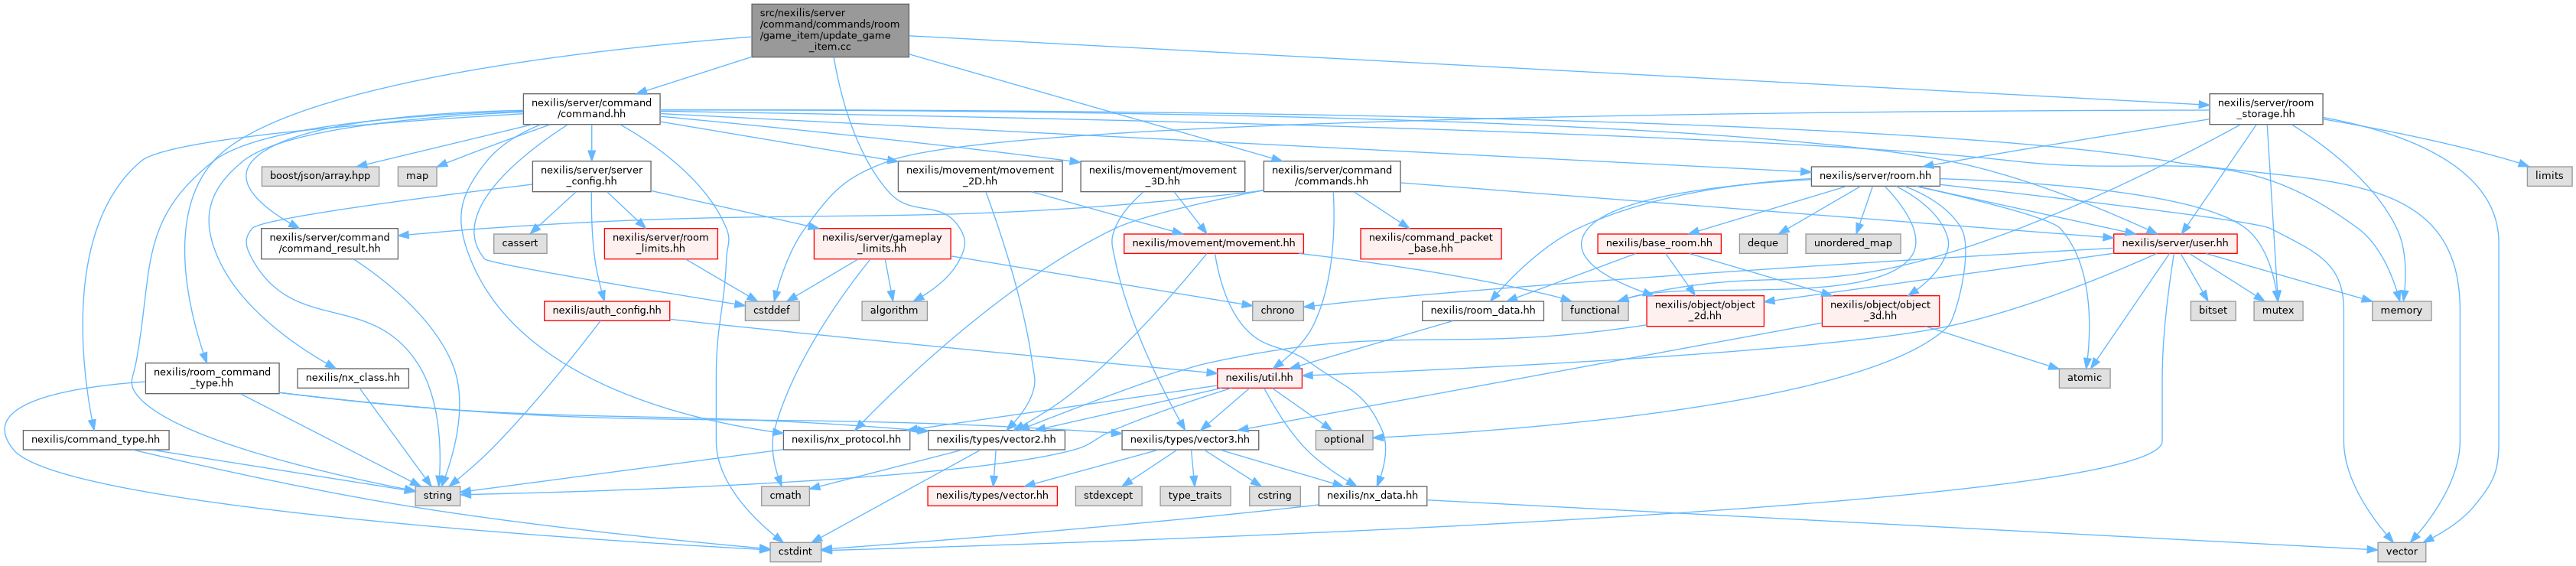 src/nexilis/server
/command/commands/room
/game_item/update_game
_item.cc
nexilis/server/command
/command.hh
nexilis/server/room
_storage.hh
boost/json/array.hpp
map
nexilis/server/server
_config.hh
nexilis/movement/movement
_2D.hh
nexilis/movement/movement
_3D.hh
nexilis/server/command
/commands.hh
nexilis/server/room.hh
limits
nexilis/server/command
/command_result.hh
cassert
nexilis/server/room
_limits.hh
nexilis/server/gameplay
_limits.hh
nexilis/movement/movement.hh
nexilis/command_packet
_base.hh
nexilis/base_room.hh
deque
unordered_map
nexilis/server/user.hh
nexilis/auth_config.hh
cstddef
algorithm
chrono
nexilis/room_data.hh
functional
nexilis/object/object
_2d.hh
nexilis/object/object
_3d.hh
bitset
mutex
memory
nexilis/room_command
_type.hh
nexilis/nx_class.hh
nexilis/util.hh
atomic
nexilis/command_type.hh
nexilis/nx_protocol.hh
nexilis/types/vector2.hh
nexilis/types/vector3.hh
optional
string
cmath
nexilis/types/vector.hh
stdexcept
type_traits
cstring
nexilis/nx_data.hh
cstdint
vector